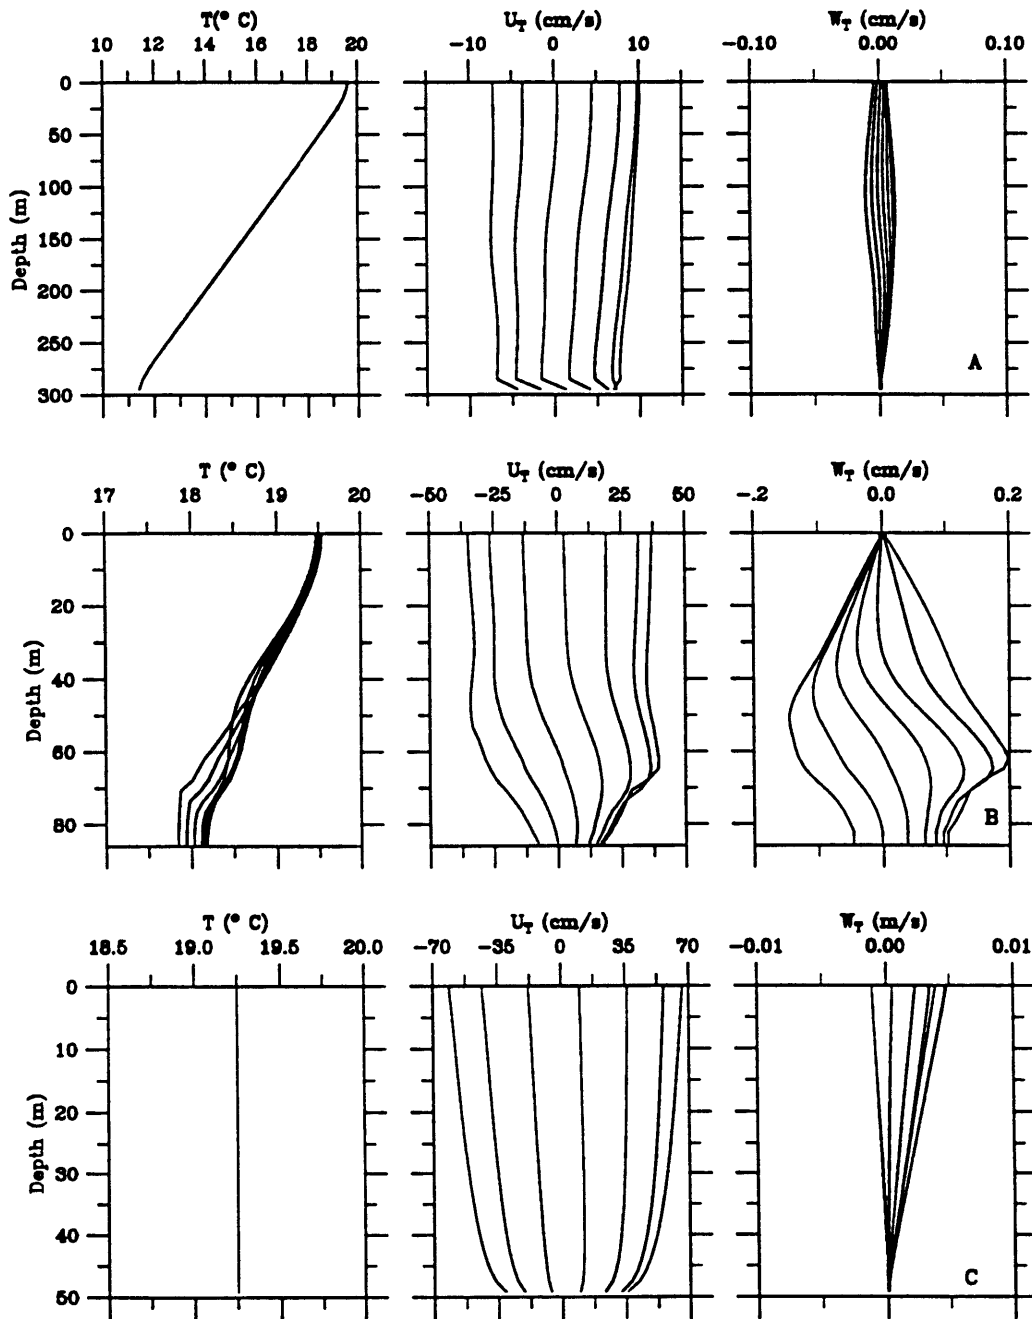 T(° C) U_T (cm/s) W_T (cm/s)
10 12 14 16 18 20 -10 0 10 -0.10 0.00 0.10
0
50
100
150
200
250
300
Depth (m)
A
T (° C) U_T (cm/s) W_T (cm/s)
17 18 19 20 -50 -25 0 25 50 -.2 0.0 0.2
0
20
40
60
80
Depth (m)
B
T (° C) U_T (cm/s) W_T (m/s)
18.5 19.0 19.5 20.0 -70 -35 0 35 70 -0.01 0.00 0.01
0
10
20
30
40
50
Depth (m)
C